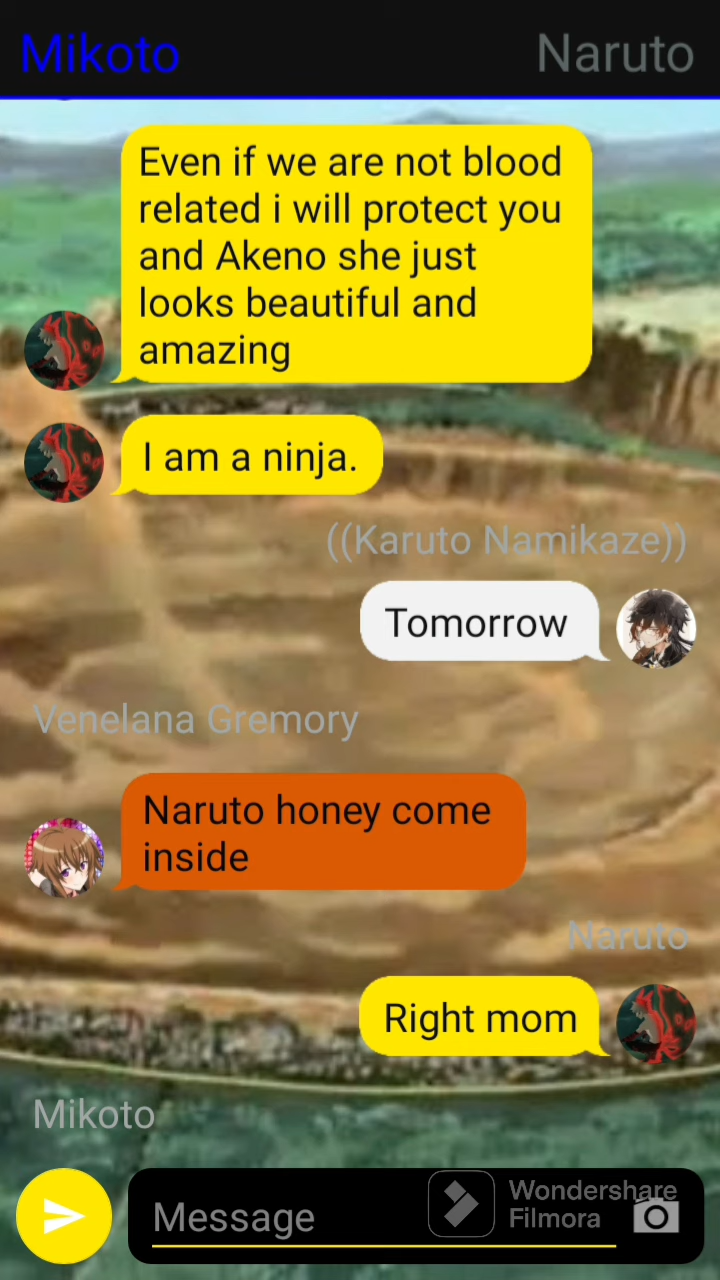 Mikoto
Naruto
Even if we are not blood
related i will protect you
and Akeno she just
looks beautiful and
amazing
I am a ninja.
((Karuto Namikaze))
Tomorrow
Venelana Gremory
Naruto honey come
inside
Naruto
Right mom
Mikoto
Message
Wondershare
Filmora